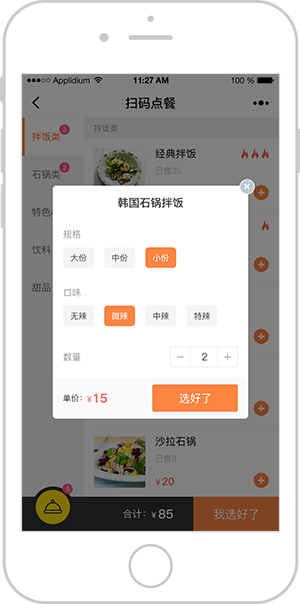 Applidium 11:27 AM 100 %
扫码点餐
拌饭类 3
拌饭类
经典拌饭
已售35
石锅类 2
特色
饮料
甜品
韩国石锅拌饭
规格
大份 中份 小份
口味
无辣 微辣 中辣 特辣
数量
− 2 +
单价: ¥15 选好了
沙拉石锅
已售8
¥20
5
合计: ¥85 我选好了